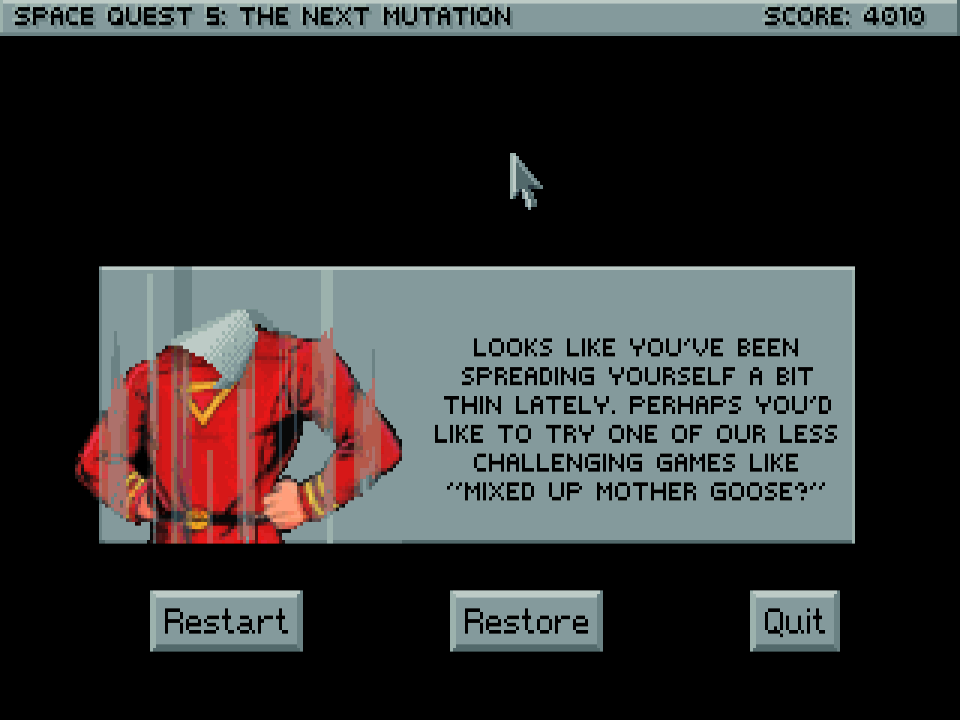 SPACE QUEST 5: THE NEXT MUTATION SCORE: 4010
LOOKS LIKE YOU'VE BEEN
SPREADING YOURSELF A BIT
THIN LATELY. PERHAPS YOU'D
LIKE TO TRY ONE OF OUR LESS
CHALLENGING GAMES LIKE
"MIXED UP MOTHER GOOSE?"
Restart Restore Quit